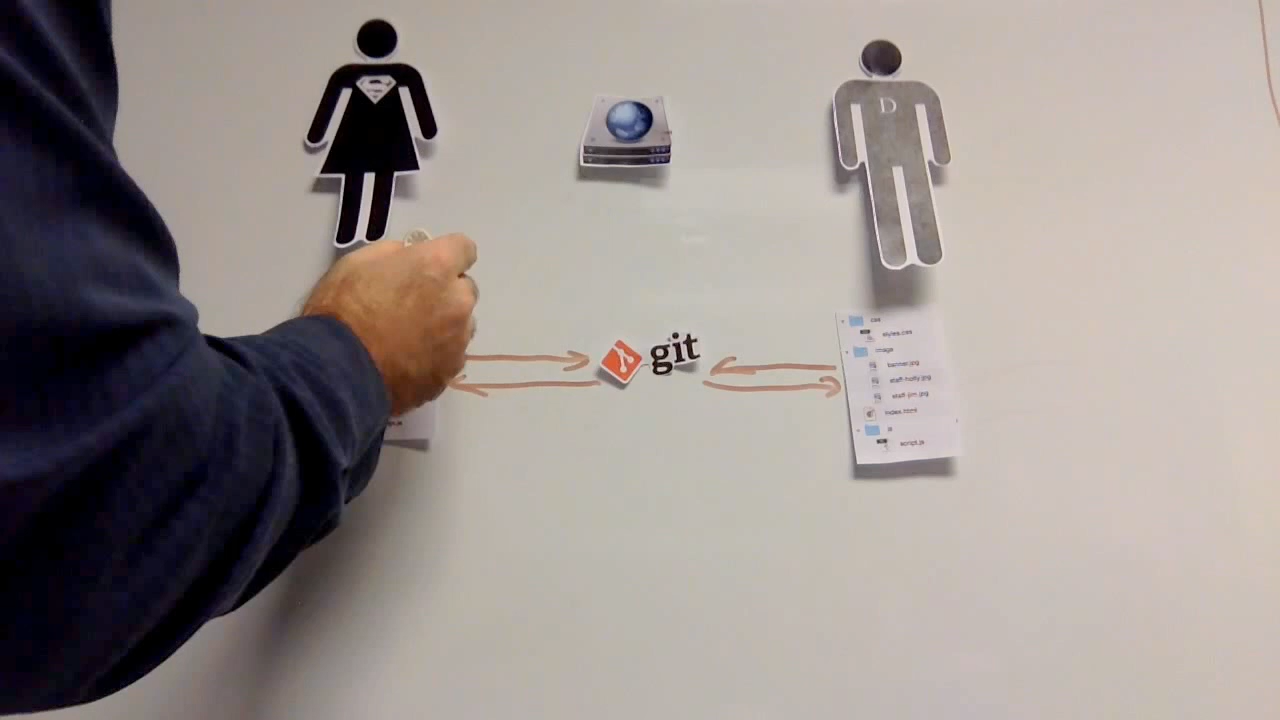 D
git
css
styles.css
image
banner.jpg
staff-holly.jpg
staff-jim.jpg
index.html
js
script.js